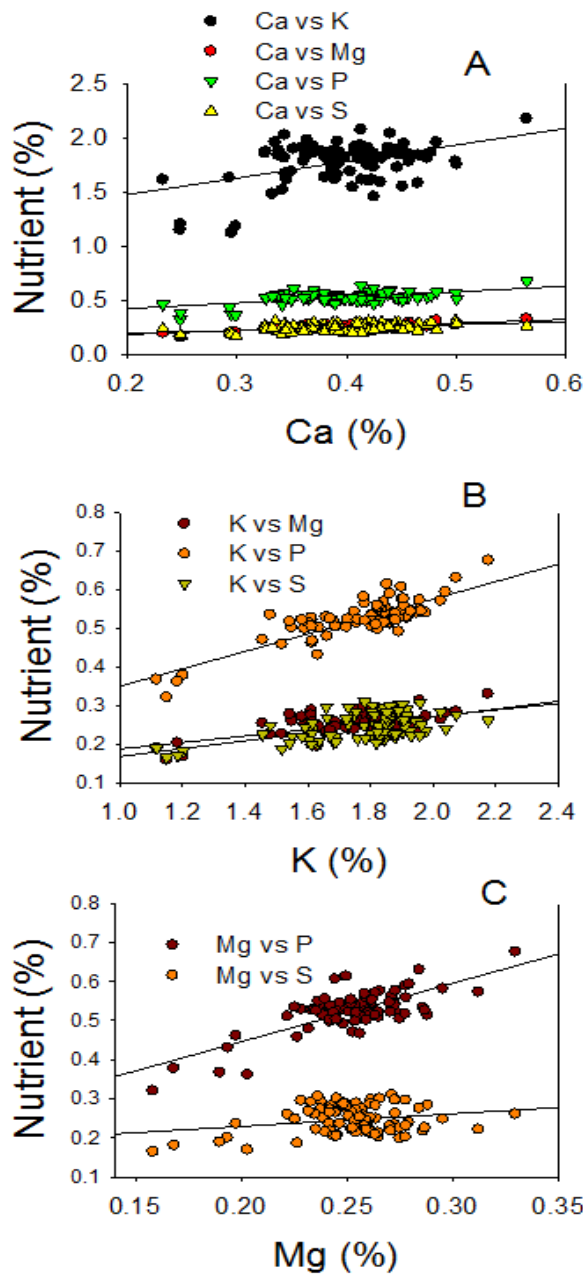 Ca vs K
Ca vs Mg
Ca vs P
Ca vs S
A
2.5
2.0
1.5
1.0
0.5
0.0
Nutrient (%)
0.2 0.3 0.4 0.5 0.6
Ca (%)
B
K vs Mg
K vs P
K vs S
0.8
0.7
0.6
0.5
0.4
0.3
0.2
0.1
Nutrient (%)
1.0 1.2 1.4 1.6 1.8 2.0 2.2 2.4
K (%)
C
Mg vs P
Mg vs S
0.8
0.7
0.6
0.5
0.4
0.3
0.2
0.1
Nutrient (%)
0.15 0.20 0.25 0.30 0.35
Mg (%)